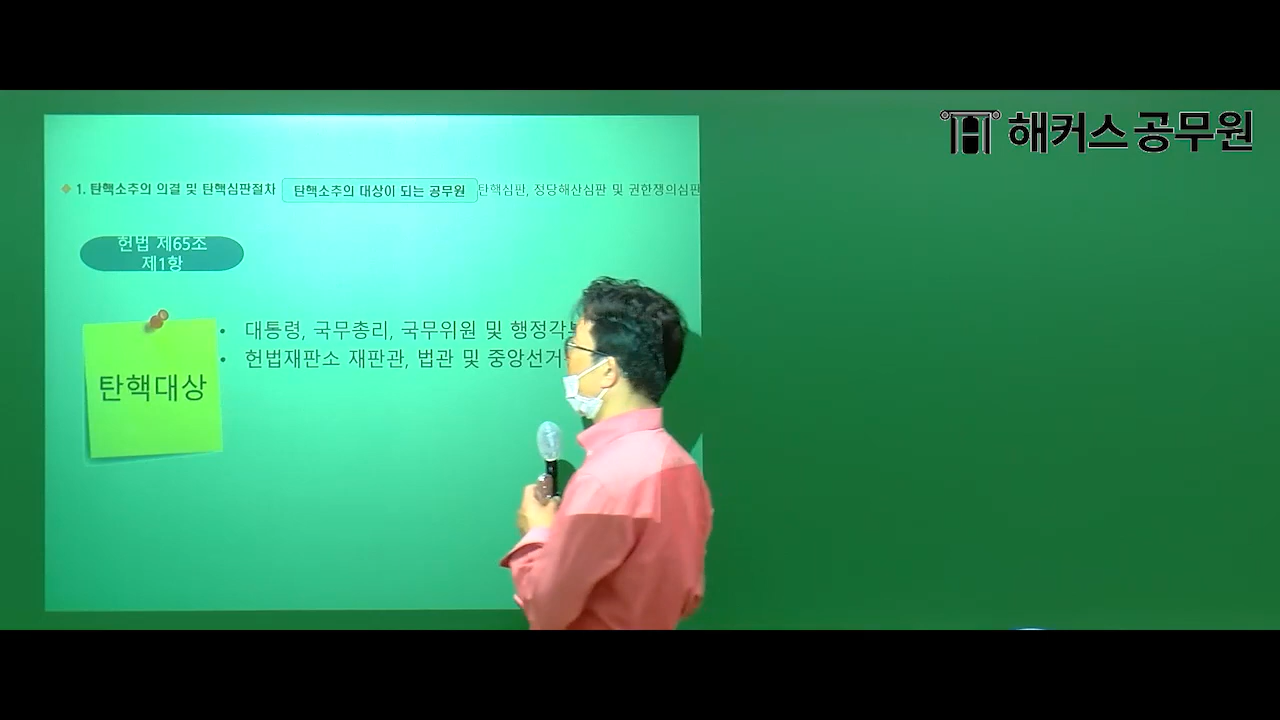 해커스 공무원
1. 탄핵소추의 의결 및 탄핵심판절차 탄핵소추의 대상이 되는 공무원 탄핵심판, 정당해산심판 및 권한쟁의심판
헌법 제65조
제1항
탄핵대상
• 대통령, 국무총리, 국무위원 및 행정각
• 헌법재판소 재판관, 법관 및 중앙선거